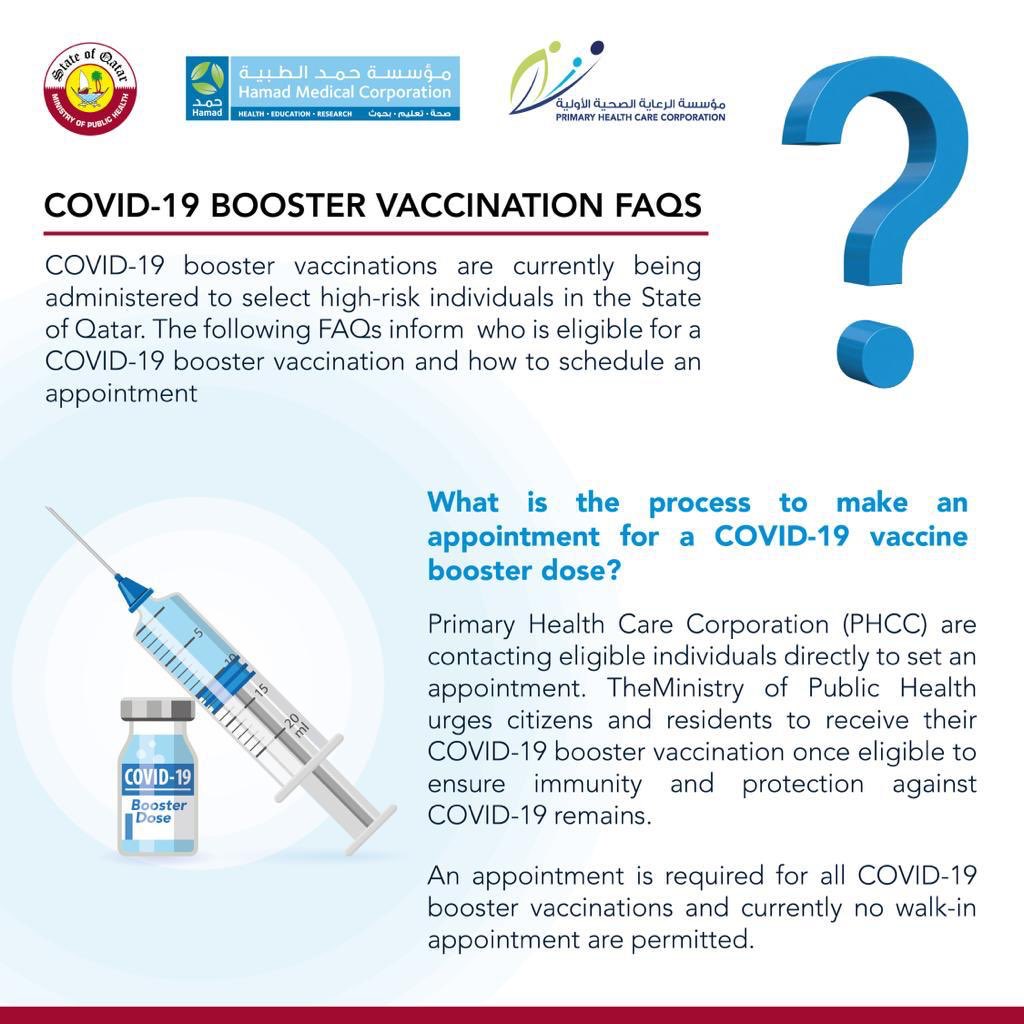 State of Qatar
MINISTRY OF PUBLIC HEALTH
حمد
Hamad
مؤسسة حمد الطبية
Hamad Medical Corporation
HEALTH • EDUCATION • RESEARCH صحة • تعليم • بحوث
مؤسسة الرعاية الصحية الأولية
PRIMARY HEALTH CARE CORPORATION
?
COVID-19 BOOSTER VACCINATION FAQS
COVID-19 booster vaccinations are currently being
administered to select high-risk individuals in the State
of Qatar. The following FAQs inform who is eligible for a
COVID-19 booster vaccination and how to schedule an
appointment
What is the process to make an
appointment for a COVID-19 vaccine
booster dose?
Primary Health Care Corporation (PHCC) are
contacting eligible individuals directly to set an
appointment. TheMinistry of Public Health
urges citizens and residents to receive their
COVID-19 booster vaccination once eligible to
ensure immunity and protection against
COVID-19 remains.
An appointment is required for all COVID-19
booster vaccinations and currently no walk-in
appointment are permitted.
5
10
15
20
ml
COVID-19
Booster
Dose